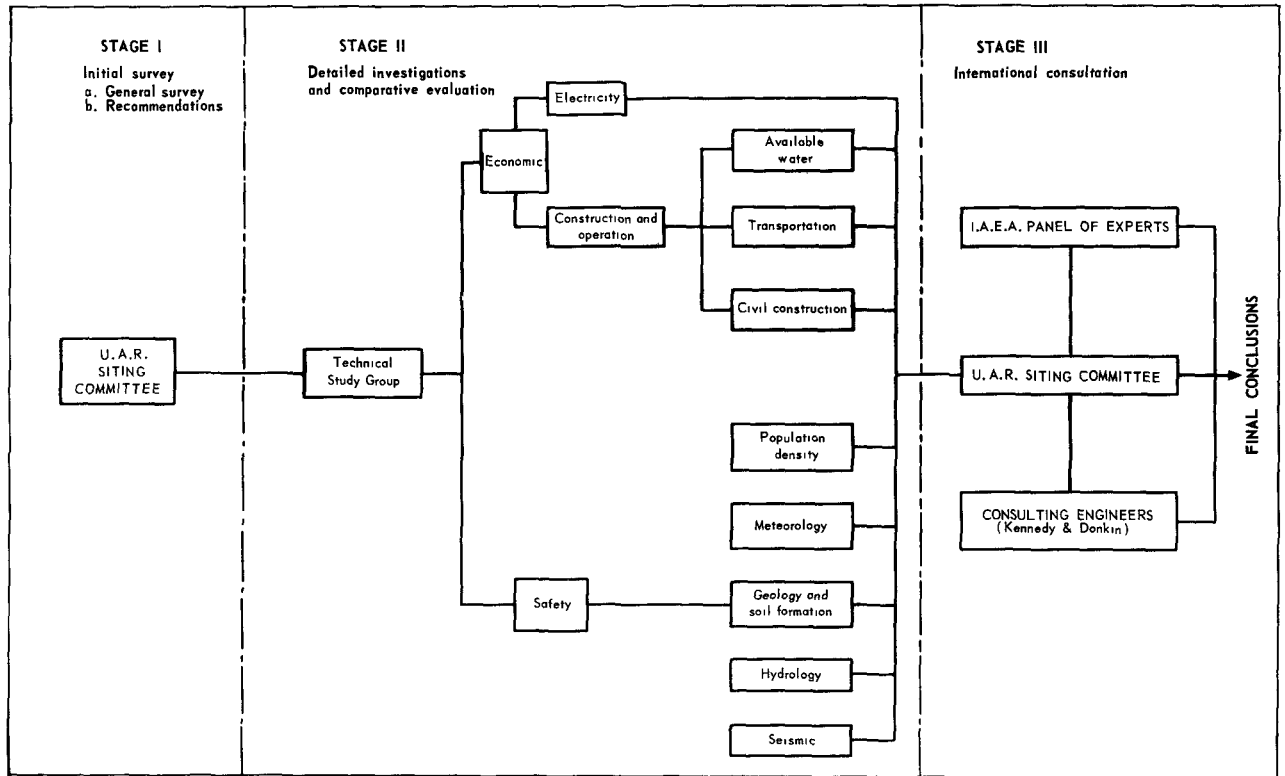 STAGE I
Initial survey
a. General survey
b. Recommendations
U.A.R.
SITING
COMMITTEE
STAGE II
Detailed investigations
and comparative evaluation
Technical
Study Group
Economic
Electricity
Construction and
operation
Available
water
Transportation
Civil construction
Safety
Population
density
Meteorology
Geology and
soil formation
Hydrology
Seismic
STAGE III
International consultation
I.A.E.A. PANEL OF EXPERTS
U.A.R. SITING COMMITTEE
CONSULTING ENGINEERS
(Kennedy & Donkin)
FINAL CONCLUSIONS